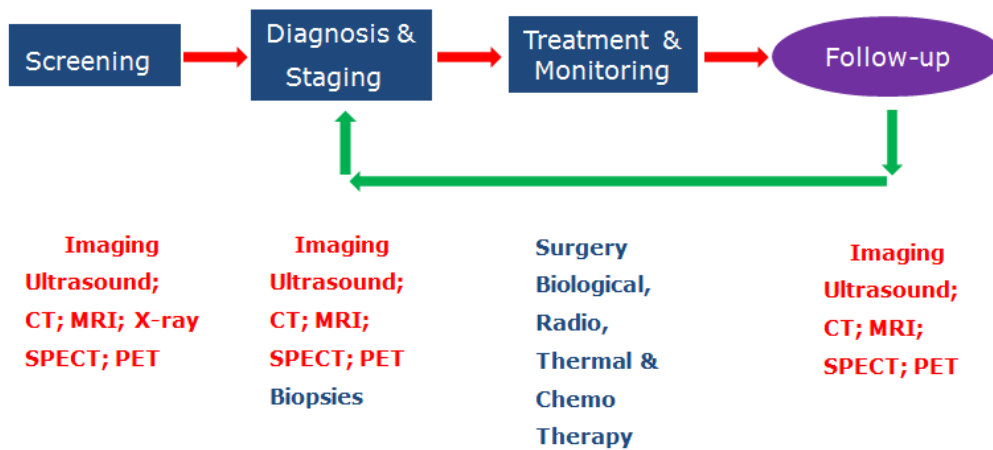 Screening
Diagnosis &
Staging
Treatment &
Monitoring
Follow-up
Imaging
Ultrasound;
CT; MRI; X-ray
SPECT; PET
Imaging
Ultrasound;
CT; MRI;
SPECT; PET
Biopsies
Surgery
Biological,
Radio,
Thermal &
Chemo
Therapy
Imaging
Ultrasound;
CT; MRI;
SPECT; PET